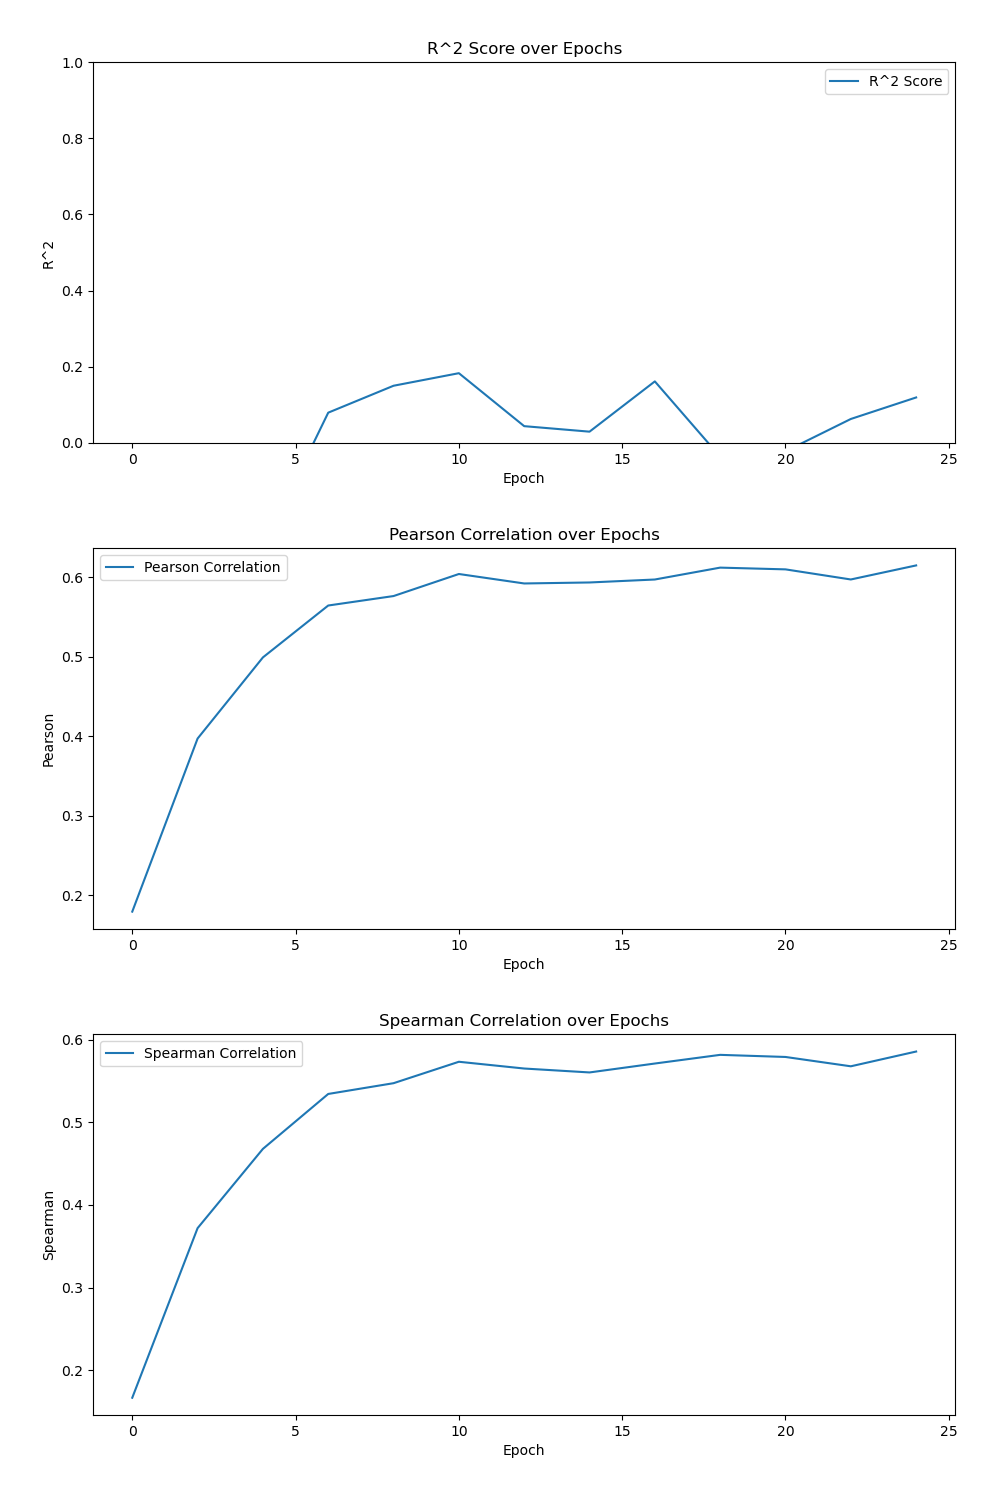 R^2 Score over Epochs
1.0
R^2 Score
0.8
0.6
R^2
0.4
0.2
0.0
0 5 10 15 20 25
Epoch
Pearson Correlation over Epochs
Pearson Correlation
0.6
0.5
Pearson
0.4
0.3
0.2
0 5 10 15 20 25
Epoch
Spearman Correlation over Epochs
0.6
Spearman Correlation
0.5
0.4
Spearman
0.3
0.2
0 5 10 15 20 25
Epoch